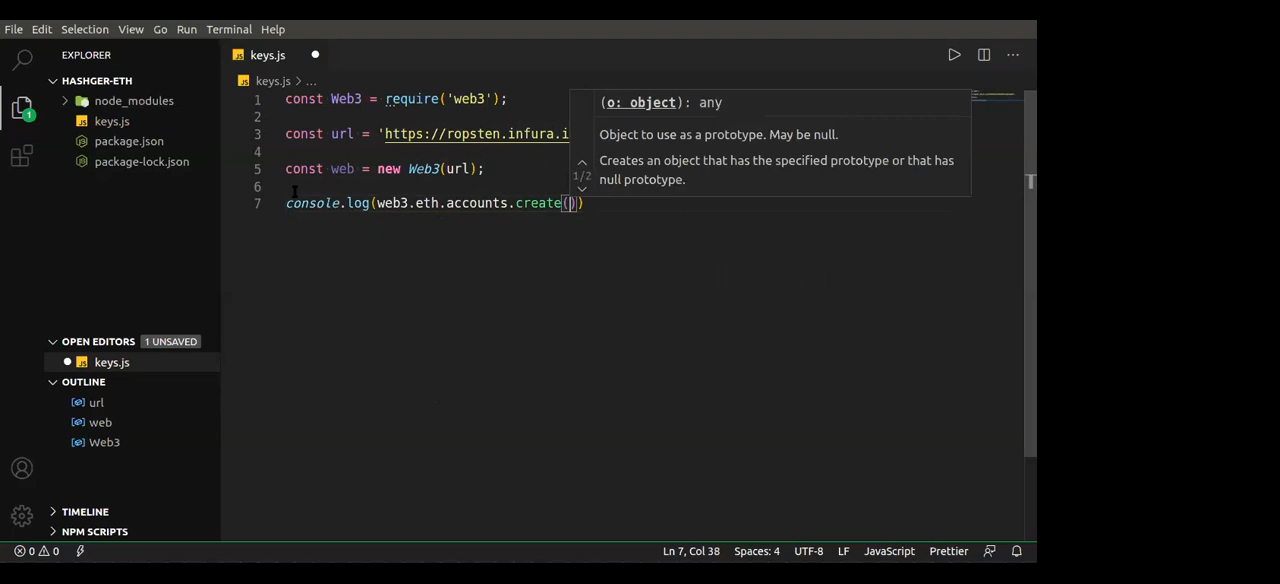 File Edit Selection View Go Run Terminal Help
EXPLORER
HASHGER-ETH
node_modules
keys.js
package.json
package-lock.json
OPEN EDITORS 1 UNSAVED
keys.js
OUTLINE
url
web
Web3
TIMELINE
NPM SCRIPTS
keys.js
keys.js > ...
1 const Web3 = require('web3');
2
3 const url = 'https://ropsten.infura.i
4
5 const web = new Web3(url);
6
7 console.log(web3.eth.accounts.create())
(o: object): any
Object to use as a prototype. May be null.
1/2
Creates an object that has the specified prototype or that has
null prototype.
1
0 0
Ln 7, Col 38 Spaces: 4 UTF-8 LF JavaScript Prettier